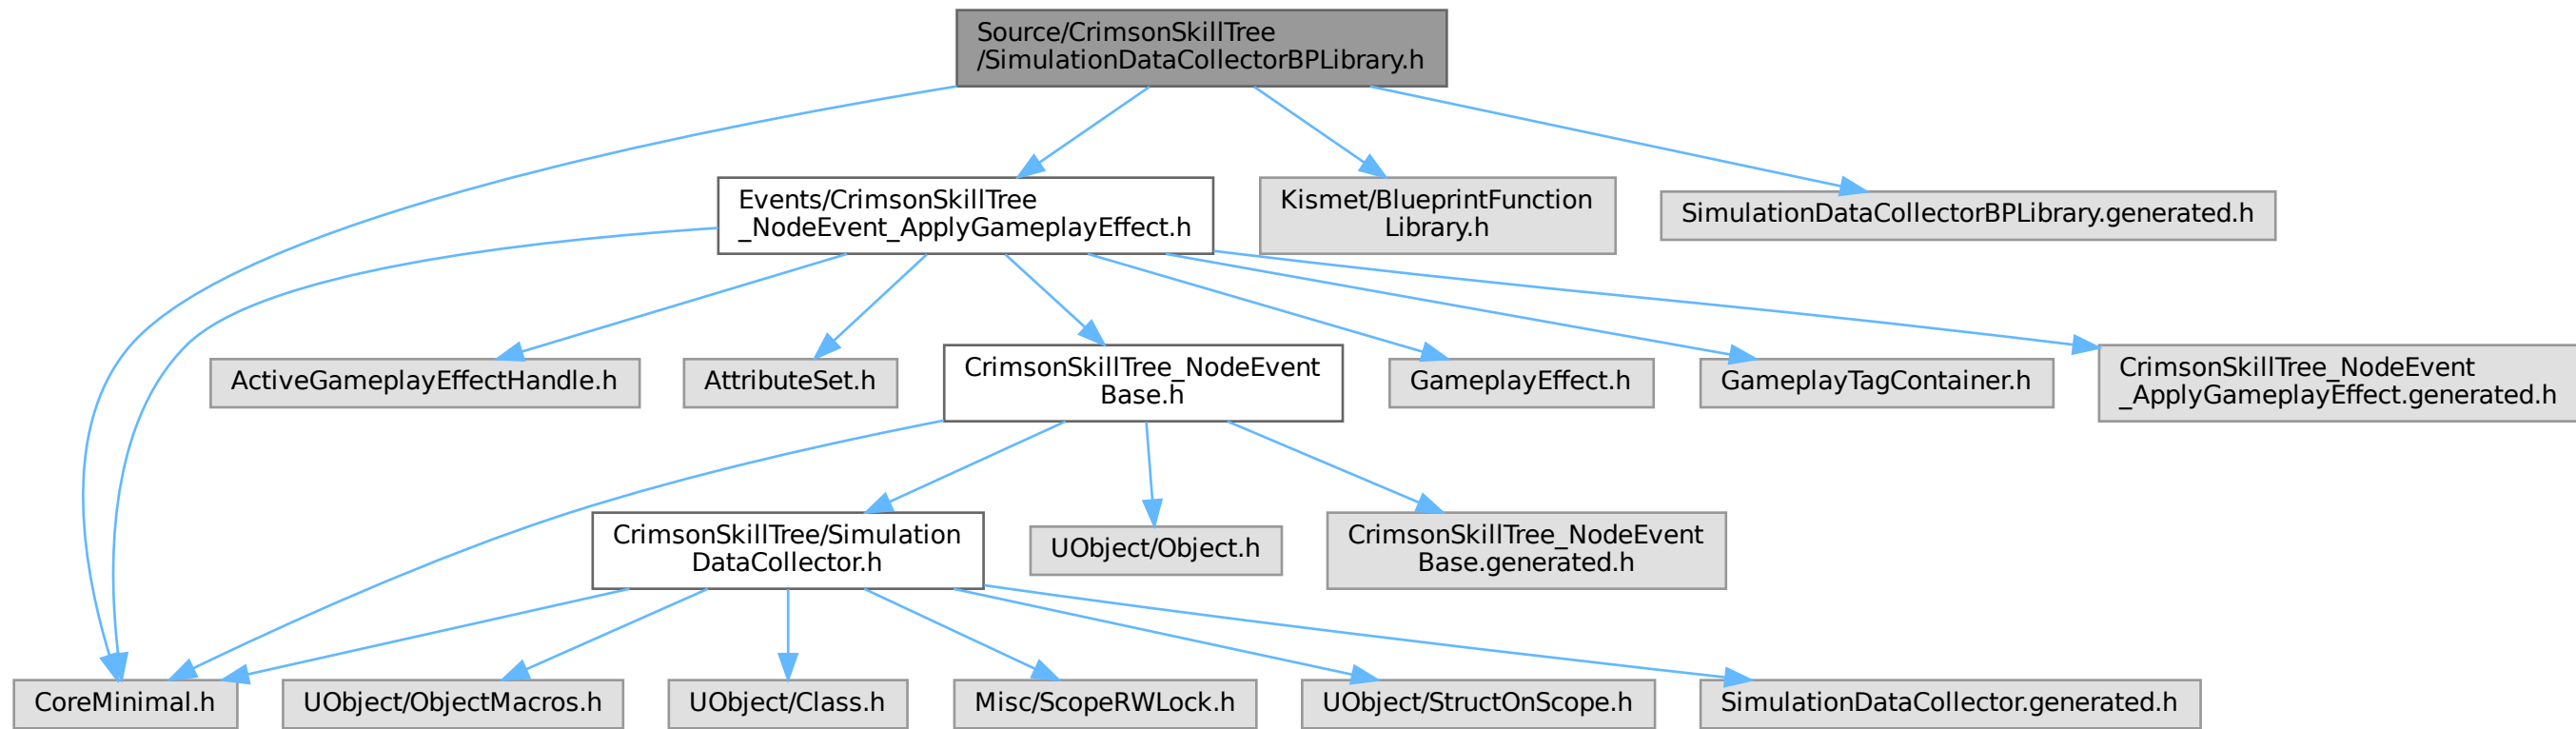 Source/CrimsonSkillTree
/SimulationDataCollectorBPLibrary.h
Events/CrimsonSkillTree
_NodeEvent_ApplyGameplayEffect.h
Kismet/BlueprintFunction
Library.h
SimulationDataCollectorBPLibrary.generated.h
ActiveGameplayEffectHandle.h
AttributeSet.h
CrimsonSkillTree_NodeEvent
Base.h
GameplayEffect.h
GameplayTagContainer.h
CrimsonSkillTree_NodeEvent
_ApplyGameplayEffect.generated.h
CrimsonSkillTree/Simulation
DataCollector.h
UObject/Object.h
CrimsonSkillTree_NodeEvent
Base.generated.h
CoreMinimal.h
UObject/ObjectMacros.h
UObject/Class.h
Misc/ScopeRWLock.h
UObject/StructOnScope.h
SimulationDataCollector.generated.h